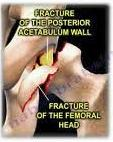 FRACTURE
OF THE POSTERIOR
ACETABULUM WALL
FRACTURE
OF THE FEMORAL
HEAD